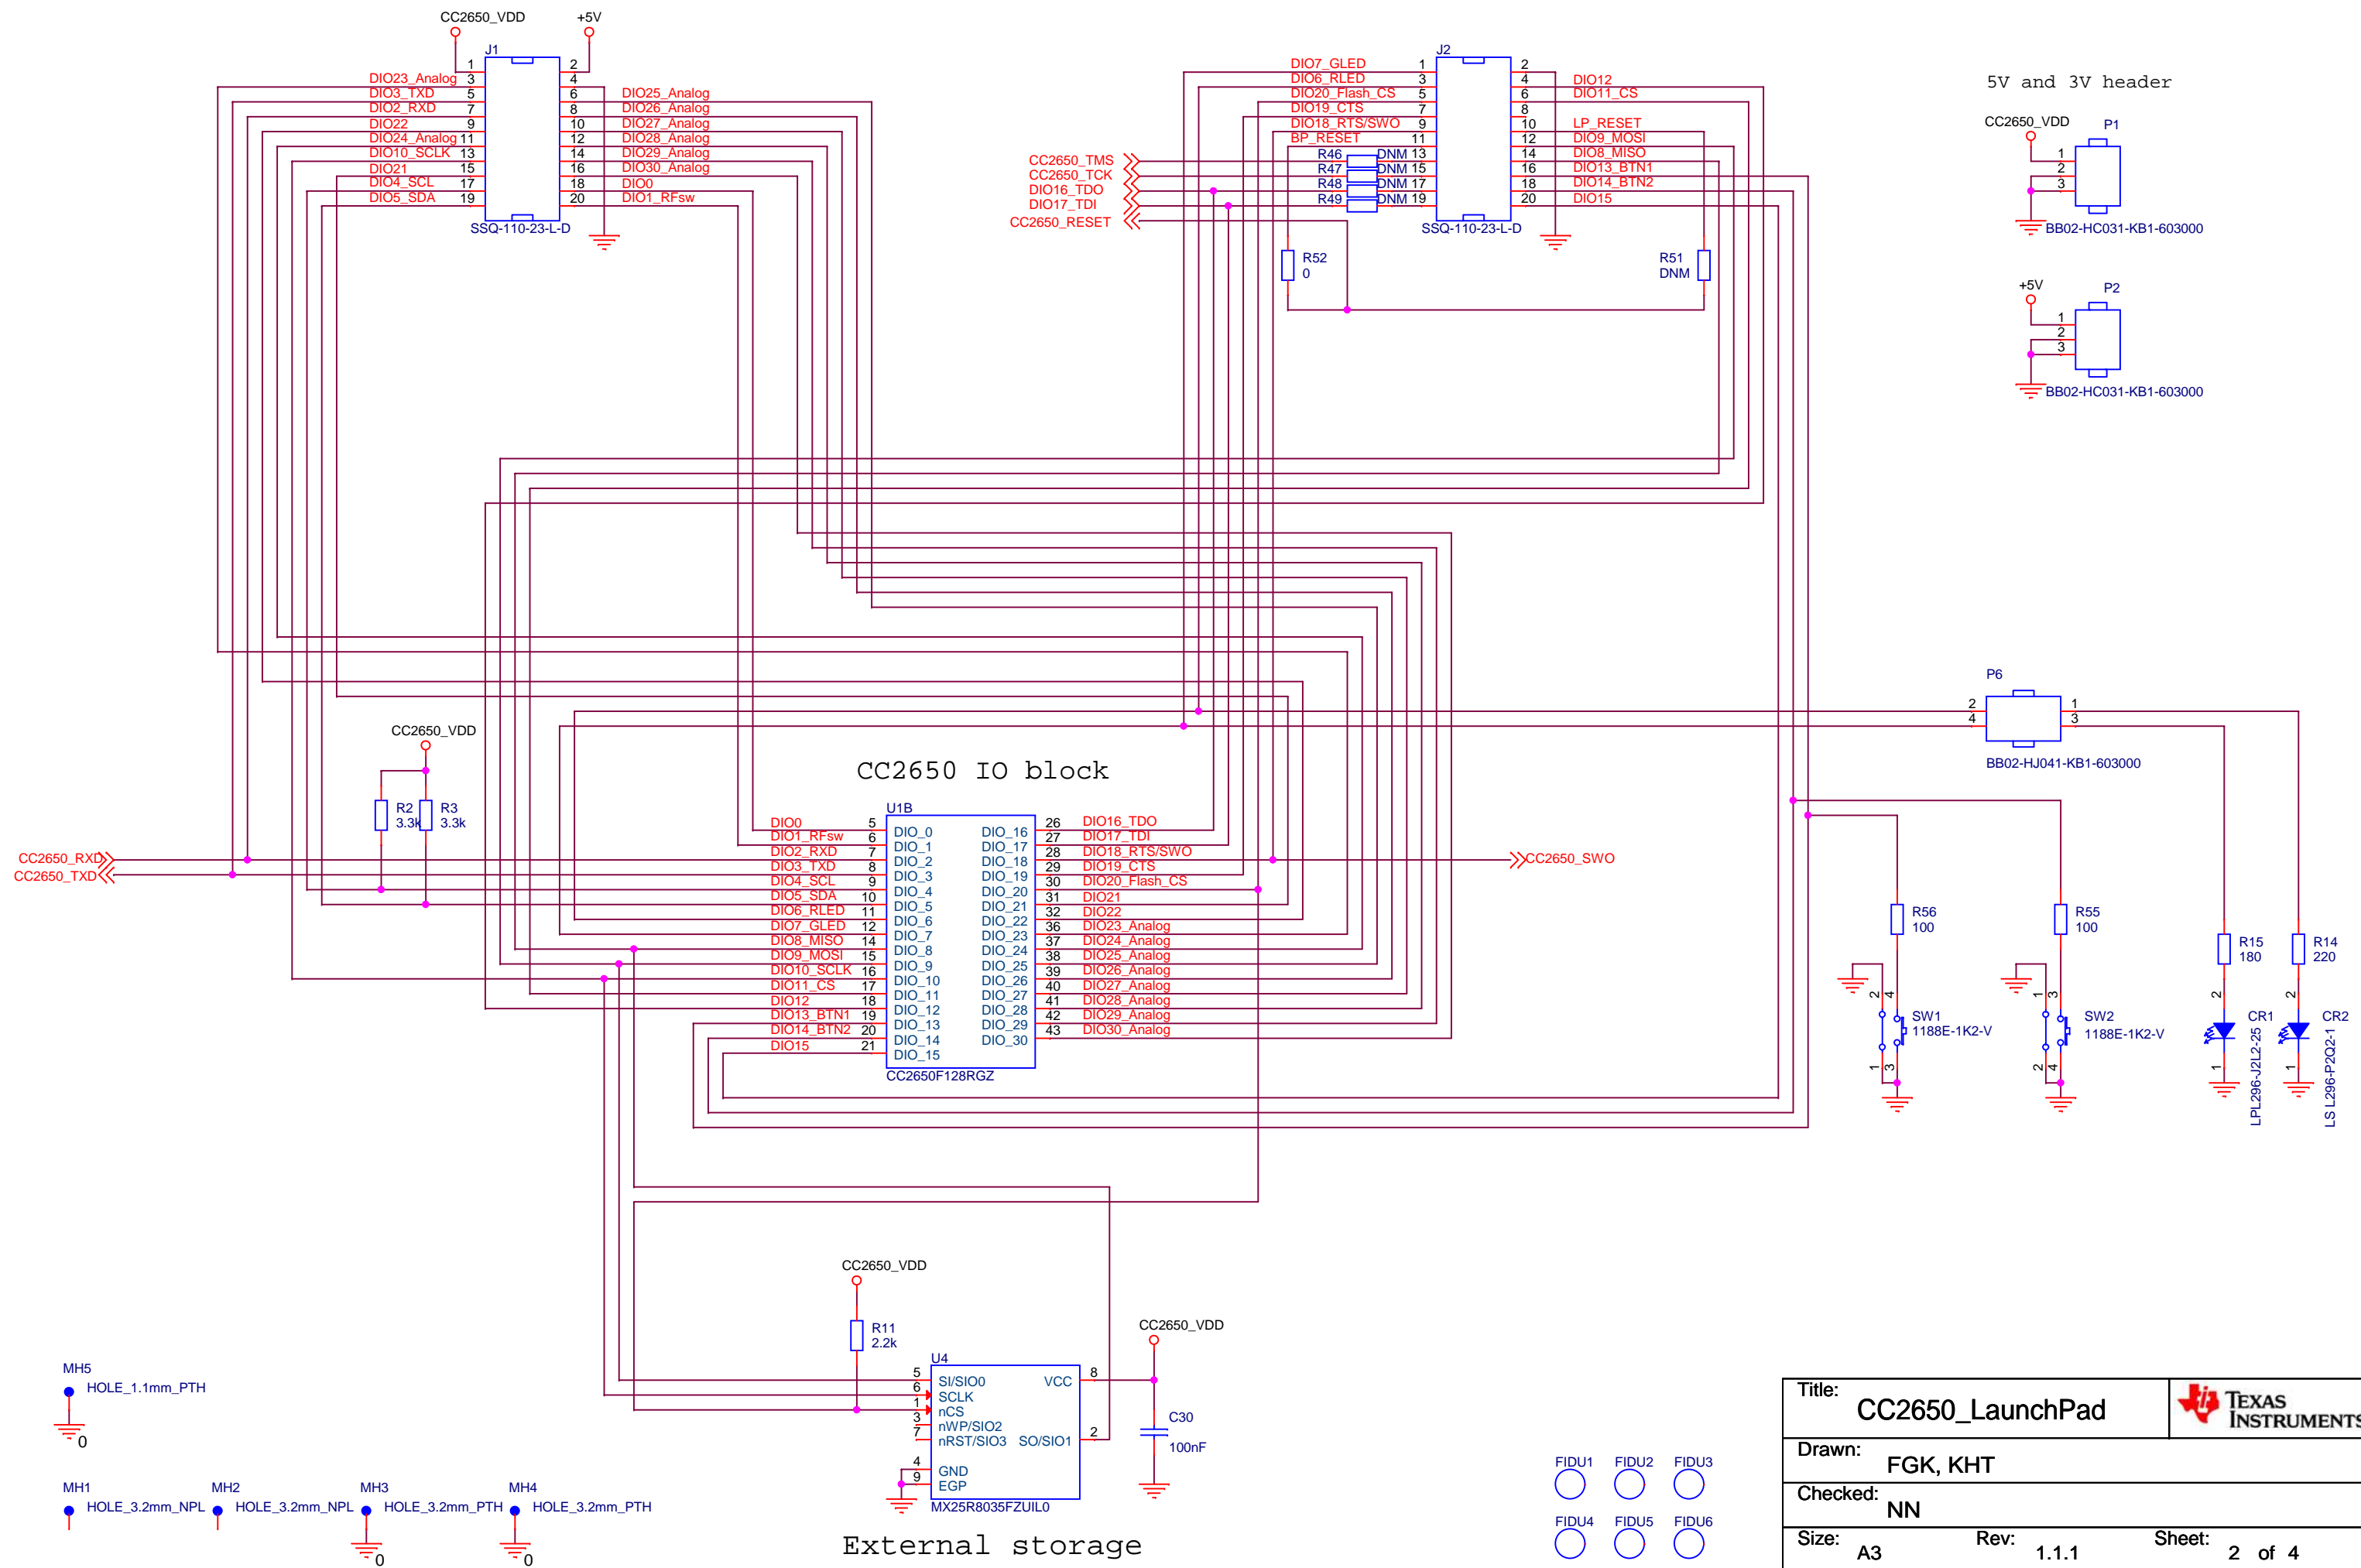 CC2650_VDD
+5V
J1
1
2
DIO23_Analog 3
4
DIO3_TXD 5
6 DIO25_Analog
DIO2_RXD 7
8 DIO26_Analog
DIO22 9
10 DIO27_Analog
DIO24_Analog 11
12 DIO28_Analog
DIO10_SCLK 13
14 DIO29_Analog
DIO21 15
16 DIO30_Analog
DIO4_SCL 17
18 DIO0
DIO5_SDA 19
20 DIO1_RFsw
SSQ-110-23-L-D
J2
DIO7_GLED 1
2
DIO6_RLED 3
4 DIO12
DIO20_Flash_CS 5
6 DIO11_CS
DIO19_CTS 7
8
DIO18_RTS/SWO 9
10 LP_RESET
BP_RESET 11
12 DIO9_MOSI
CC2650_TMS R46 DNM 13
14 DIO8_MISO
CC2650_TCK R47 DNM 15
16 DIO13_BTN1
DIO16_TDO R48 DNM 17
18 DIO14_BTN2
DIO17_TDI R49 DNM 19
20 DIO15
CC2650_RESET
SSQ-110-23-L-D
R52
0
R51
DNM
5V and 3V header
CC2650_VDD
P1
1
2
3
BB02-HC031-KB1-603000
+5V
P2
1
2
3
BB02-HC031-KB1-603000
P6
2 1
4 3
BB02-HJ041-KB1-603000
CC2650_VDD
R2
3.3k
R3
3.3k
CC2650_RXD
CC2650_TXD
CC2650 IO block
U1B
DIO0 5 DIO_0
DIO1_RFsw 6 DIO_1
DIO2_RXD 7 DIO_2
DIO3_TXD 8 DIO_3
DIO4_SCL 9 DIO_4
DIO5_SDA 10 DIO_5
DIO6_RLED 11 DIO_6
DIO7_GLED 12 DIO_7
DIO8_MISO 14 DIO_8
DIO9_MOSI 15 DIO_9
DIO10_SCLK 16 DIO_10
DIO11_CS 17 DIO_11
DIO12 18 DIO_12
DIO13_BTN1 19 DIO_13
DIO14_BTN2 20 DIO_14
DIO15 21 DIO_15
DIO_16 26 DIO16_TDO
DIO_17 27 DIO17_TDI
DIO_18 28 DIO18_RTS/SWO
DIO_19 29 DIO19_CTS
DIO_20 30 DIO20_Flash_CS
DIO_21 31 DIO21
DIO_22 32 DIO22
DIO_23 36 DIO23_Analog
DIO_24 37 DIO24_Analog
DIO_25 38 DIO25_Analog
DIO_26 39 DIO26_Analog
DIO_27 40 DIO27_Analog
DIO_28 41 DIO28_Analog
DIO_29 42 DIO29_Analog
DIO_30 43 DIO30_Analog
CC2650F128RGZ
CC2650_SWO
R56
100
R55
100
R15
180
R14
220
2 4
SW1
1188E-1K2-V
1 3
1 3
SW2
1188E-1K2-V
2 4
2
CR1
LPL296-J2L2-25
1
2
CR2
LS L296-P2Q2-1
1
CC2650_VDD
R11
2.2k
CC2650_VDD
U4
5 SI/SIO0
6 SCLK
1 nCS
3 nWP/SIO2
7 nRST/SIO3
4 GND
9 EGP
VCC 8
SO/SIO1 2
MX25R8035FZUIL0
C30
100nF
External storage
MH5
HOLE_1.1mm_PTH
0
MH1
HOLE_3.2mm_NPL
MH2
HOLE_3.2mm_NPL
MH3
HOLE_3.2mm_PTH
0
MH4
HOLE_3.2mm_PTH
0
FIDU1 FIDU2 FIDU3
FIDU4 FIDU5 FIDU6
Title:
CC2650_LaunchPad
TEXAS
INSTRUMENTS
Drawn:
FGK, KHT
Checked:
NN
Size: A3
Rev: 1.1.1
Sheet: 2 of 4